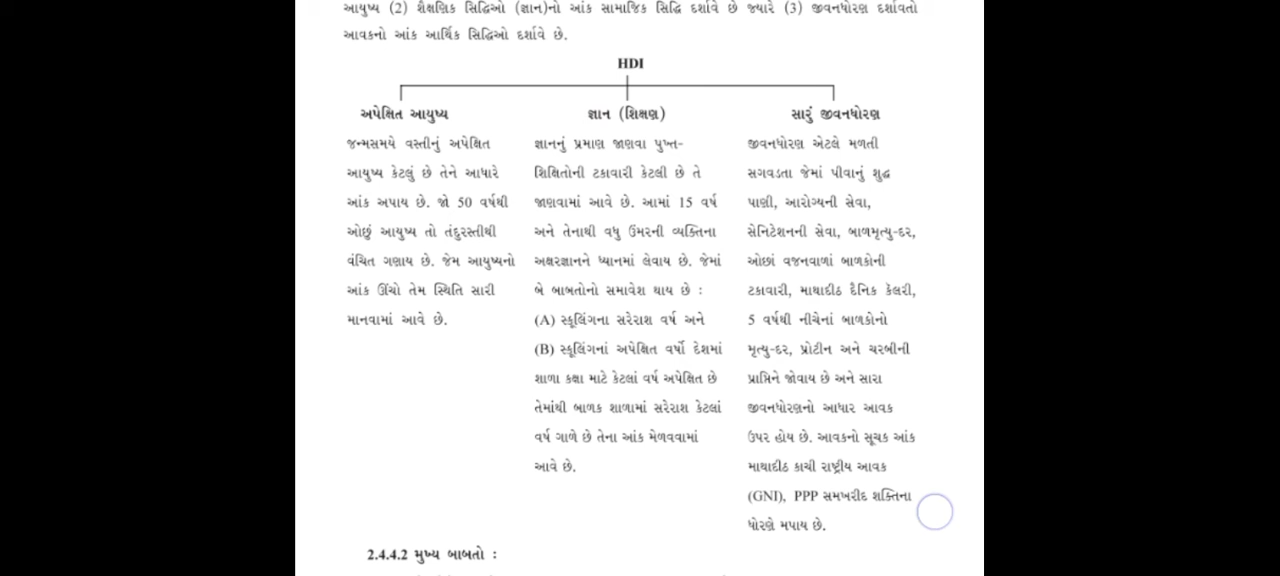 આયુષ્ય (2) શૈક્ષણિક સિદ્ધિઓ (જ્ઞાન)નો આંક સામાજિક સિદ્ધિ દર્શાવે છે જ્યારે (3) જીવનધોરણ દર્શાવતો
આવકનો આંક આર્થિક સિદ્ધિઓ દર્શાવે છે.
HDI
અપેક્ષિત આયુષ્ય
જન્મસમયે વસ્તીનું અપેક્ષિત
આયુષ્ય કેટલું છે તેને આધારે
આંક અપાય છે. જો 50 વર્ષથી
ઓછું આયુષ્ય તો તંદુરસ્તીથી
વંચિત ગણાય છે. જેમ આયુષ્યનો
આંક ઊંચો તેમ સ્થિતિ સારી
માનવામાં આવે છે.
જ્ઞાન (શિક્ષણ)
જ્ઞાનનું પ્રમાણ જાણવા પુખ્ત-
શિક્ષિતોની ટકાવારી કેટલી છે તે
જાણવામાં આવે છે. આમાં 15 વર્ષ
અને તેનાથી વધુ ઉંમરની વ્યક્તિના
અક્ષરજ્ઞાનને ધ્યાનમાં લેવાય છે. જેમાં
બે બાબતોનો સમાવેશ થાય છે :
(A) સ્કૂલિંગના સરેરાશ વર્ષ અને
(B) સ્કૂલિંગનાં અપેક્ષિત વર્ષો દેશમાં
શાળા કક્ષા માટે કેટલાં વર્ષ અપેક્ષિત છે
તેમાંથી બાળક શાળામાં સરેરાશ કેટલાં
વર્ષ ગાળે છે તેના આંક મેળવવામાં
આવે છે.
સારું જીવનધોરણ
જીવનધોરણ એટલે મળતી
સગવડતા જેમાં પીવાનું શુદ્ધ
પાણી, આરોગ્યની સેવા,
સેનિટેશનની સેવા, બાળમૃત્યુ-દર,
ઓછાં વજનવાળાં બાળકોની
ટકાવારી, માથાદીઠ દૈનિક કૅલરી,
5 વર્ષથી નીચેનાં બાળકોનો
મૃત્યુ-દર, પ્રોટીન અને ચરબીની
પ્રાપ્તિને જોવાય છે અને સારા
જીવનધોરણનો આધાર આવક
ઉપર હોય છે. આવકનો સૂચક આંક
માથાદીઠ કાચી રાષ્ટ્રીય આવક
(GNI), PPP સમખરીદ શક્તિના
ધોરણે મપાય છે.
2.4.4.2 મુખ્ય બાબતો :